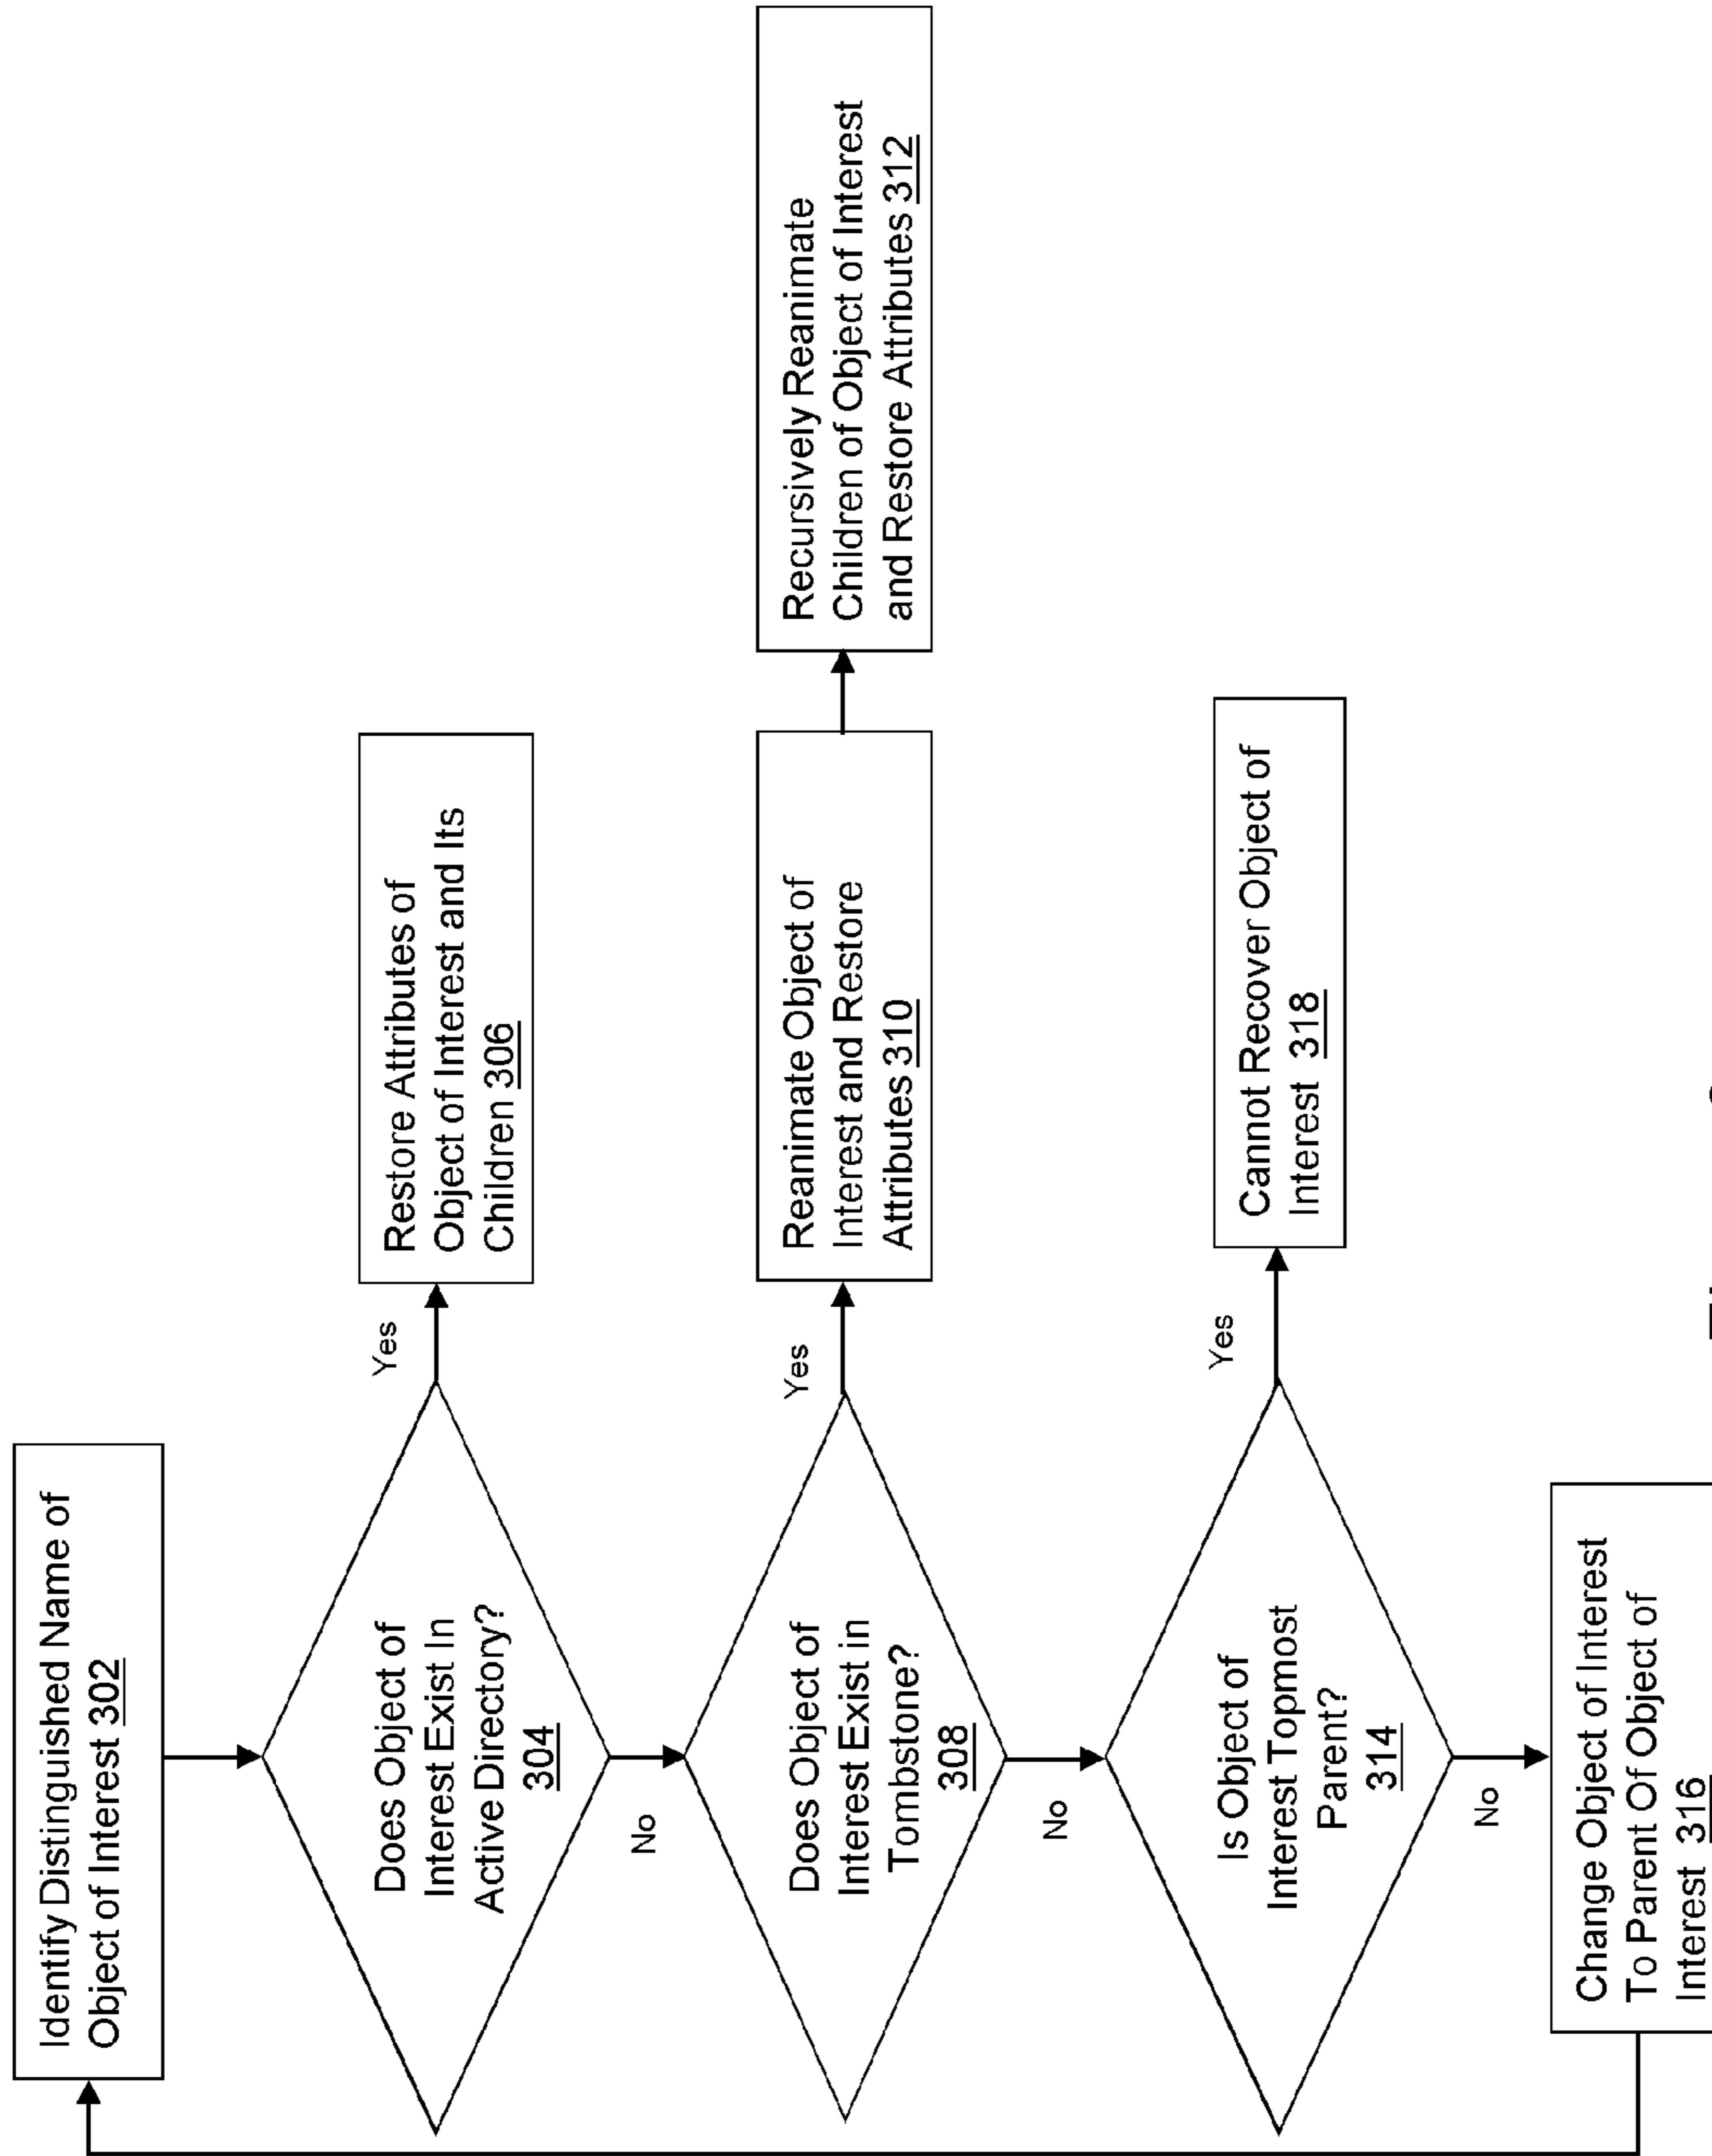 Identify Distinguished Name of
Object of Interest 302
Does Object of
Interest Exist In
Active Directory?
304
Yes
Restore Attributes of
Object of Interest and Its
Children 306
No
Does Object of
Interest Exist in
Tombstone?
308
Yes
Reanimate Object of
Interest and Restore
Attributes 310
Recursively Reanimate
Children of Object of Interest
and Restore Attributes 312
No
Is Object of
Interest Topmost
Parent?
314
Yes
Cannot Recover Object of
Interest 318
No
Change Object of Interest
To Parent Of Object of
Interest 316